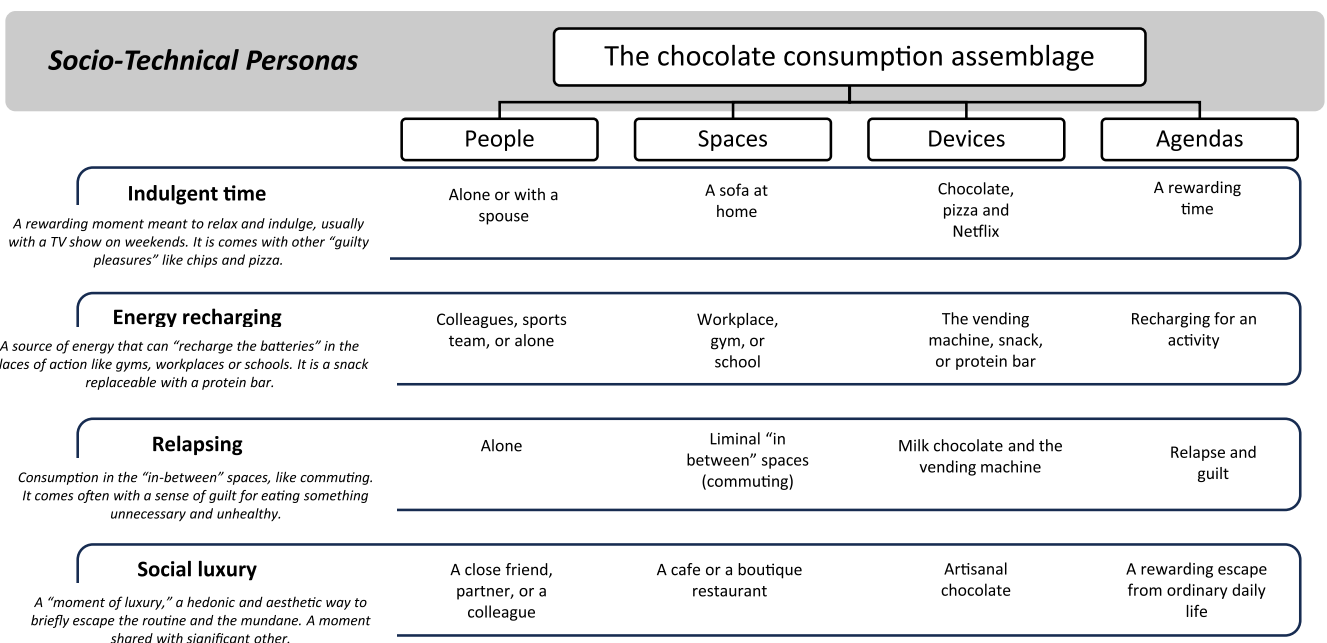 Socio-Technical Personas
The chocolate consumption assemblage
People
Spaces
Devices
Agendas
Indulgent time
A rewarding moment meant to relax and indulge, usually
with a TV show on weekends. It is comes with other “guilty
pleasures” like chips and pizza.
Alone or with a
spouse
A sofa at
home
Chocolate,
pizza and
Netflix
A rewarding
time
Energy recharging
A source of energy that can “recharge the batteries” in the
laces of action like gyms, workplaces or schools. It is a snack
replaceable with a protein bar.
Colleagues, sports
team, or alone
Workplace,
gym, or
school
The vending
machine, snack,
or protein bar
Recharging for an
activity
Relapsing
Consumption in the “in-between” spaces, like commuting.
It comes often with a sense of guilt for eating something
unnecessary and unhealthy.
Alone
Liminal “in
between” spaces
(commuting)
Milk chocolate and the
vending machine
Relapse and
guilt
Social luxury
A “moment of luxury,” a hedonic and aesthetic way to
briefly escape the routine and the mundane. A moment
shared with significant other.
A close friend,
partner, or a
colleague
A cafe or a boutique
restaurant
Artisanal
chocolate
A rewarding escape
from ordinary daily
life